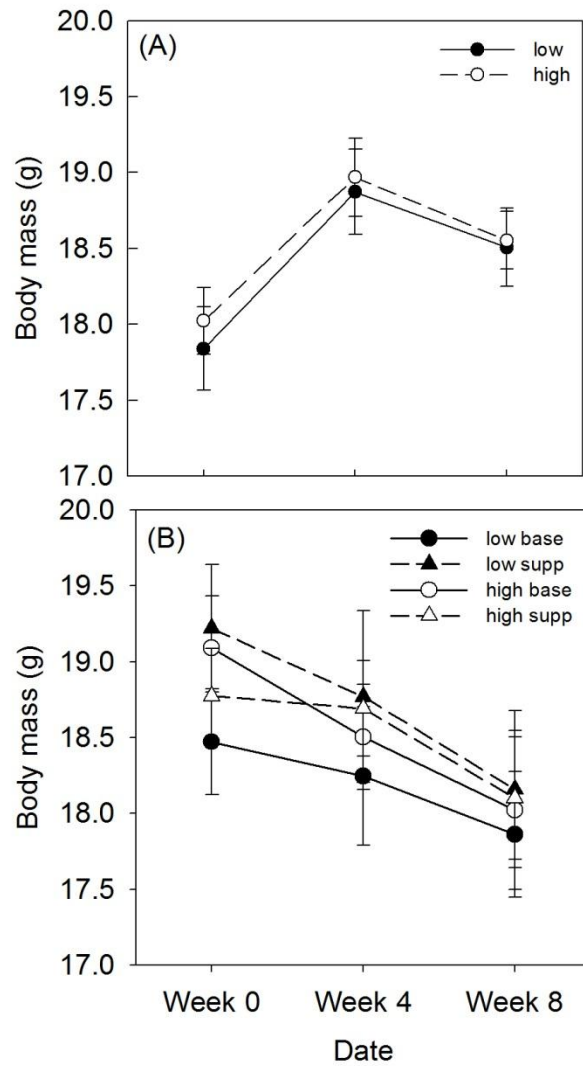 20.0
(A)
low
high
19.5
19.0
18.5
18.0
17.5
17.0
Body mass (g)
20.0
(B)
low base
low supp
high base
high supp
19.5
19.0
18.5
18.0
17.5
17.0
Body mass (g)
Week 0 Week 4 Week 8
Date